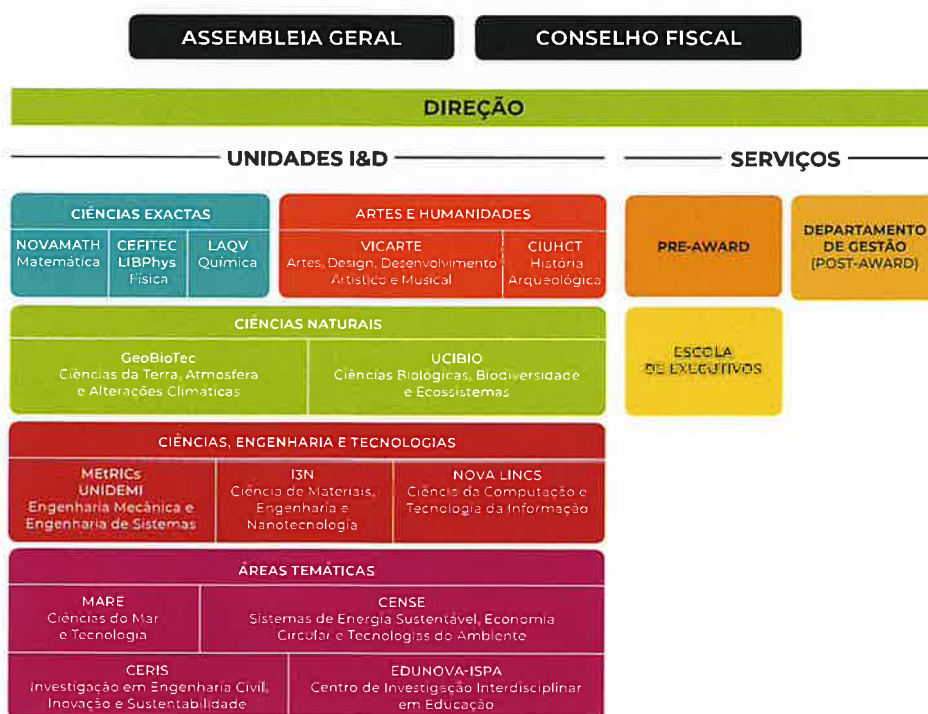 ASSEMBLEIA GERAL
CONSELHO FISCAL
DIREÇÃO
UNIDADES I&D
SERVIÇOS
CIÊNCIAS EXACTAS
NOVAMATH
Matemática
CEFITEC
LIBPhys
Física
LAQV
Química
ARTES E HUMANIDADES
VICARTE
Artes, Design, Desenvolvimento
Artístico e Musical
CIUHCT
História
Arqueológica
PRE-AWARD
DEPARTAMENTO
DE GESTÃO
(POST-AWARD)
CIÊNCIAS NATURAIS
GeoBioTec
Ciências da Terra, Atmosfera
e Alterações Climáticas
UCIBIO
Ciências Biológicas, Biodiversidade
e Ecossistemas
ESCOLA
DE EXECUTIVOS
CIÊNCIAS, ENGENHARIA E TECNOLOGIAS
MEtRICs
UNIDEMI
Engenharia Mecânica e
Engenharia de Sistemas
I3N
Ciência de Materiais,
Engenharia e
Nanotecnologia
NOVA LINCS
Ciência da Computação e
Tecnologia da Informação
ÁREAS TEMÁTICAS
MARE
Ciências do Mar
e Tecnologia
CENSE
Sistemas de Energia Sustentável, Economia
Circular e Tecnologias do Ambiente
CERIS
Investigação em Engenharia Civil,
Inovação e Sustentabilidade
EDUNOVA-ISPA
Centro de Investigação Interdisciplinar
em Educação